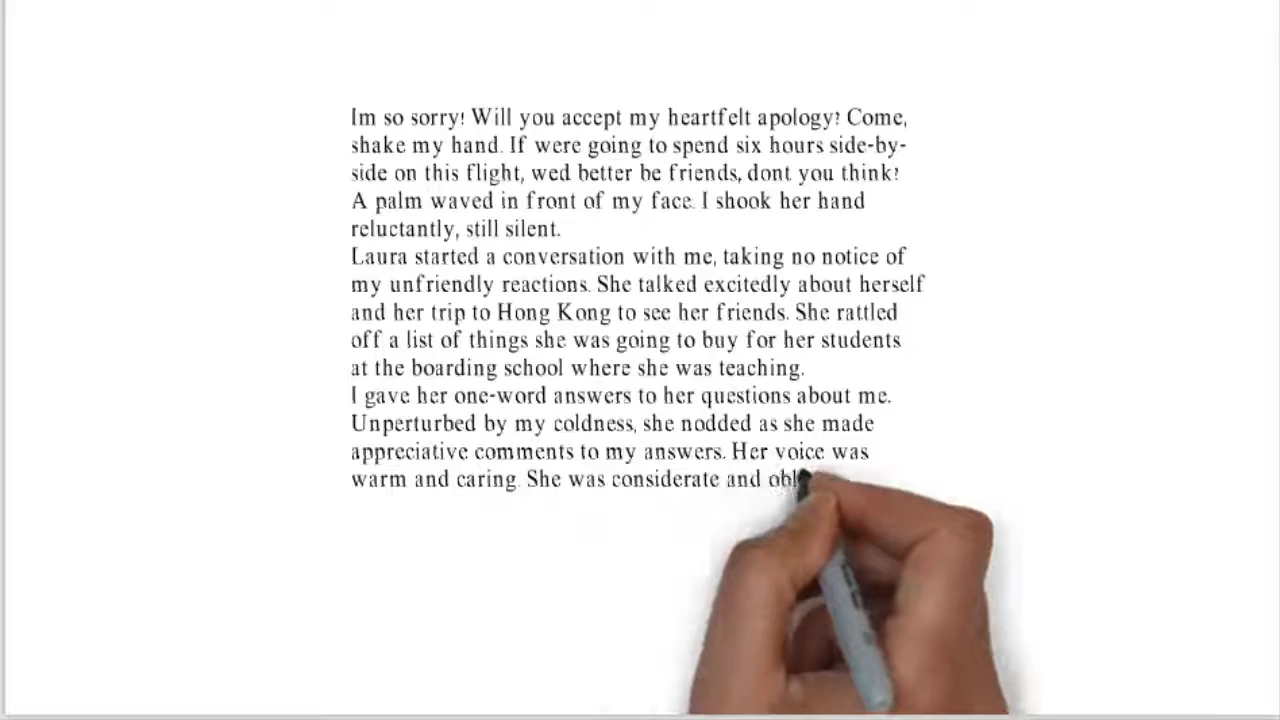 Im so sorry! Will you accept my heartfelt apology? Come,
shake my hand. If were going to spend six hours side-by-
side on this flight, wed better be friends, dont you think?
A palm waved in front of my face. I shook her hand
reluctantly, still silent.
Laura started a conversation with me, taking no notice of
my unfriendly reactions. She talked excitedly about herself
and her trip to Hong Kong to see her friends. She rattled
off a list of things she was going to buy for her students
at the boarding school where she was teaching.
I gave her one-word answers to her questions about me.
Unperturbed by my coldness, she nodded as she made
appreciative comments to my answers. Her voice was
warm and caring. She was considerate and